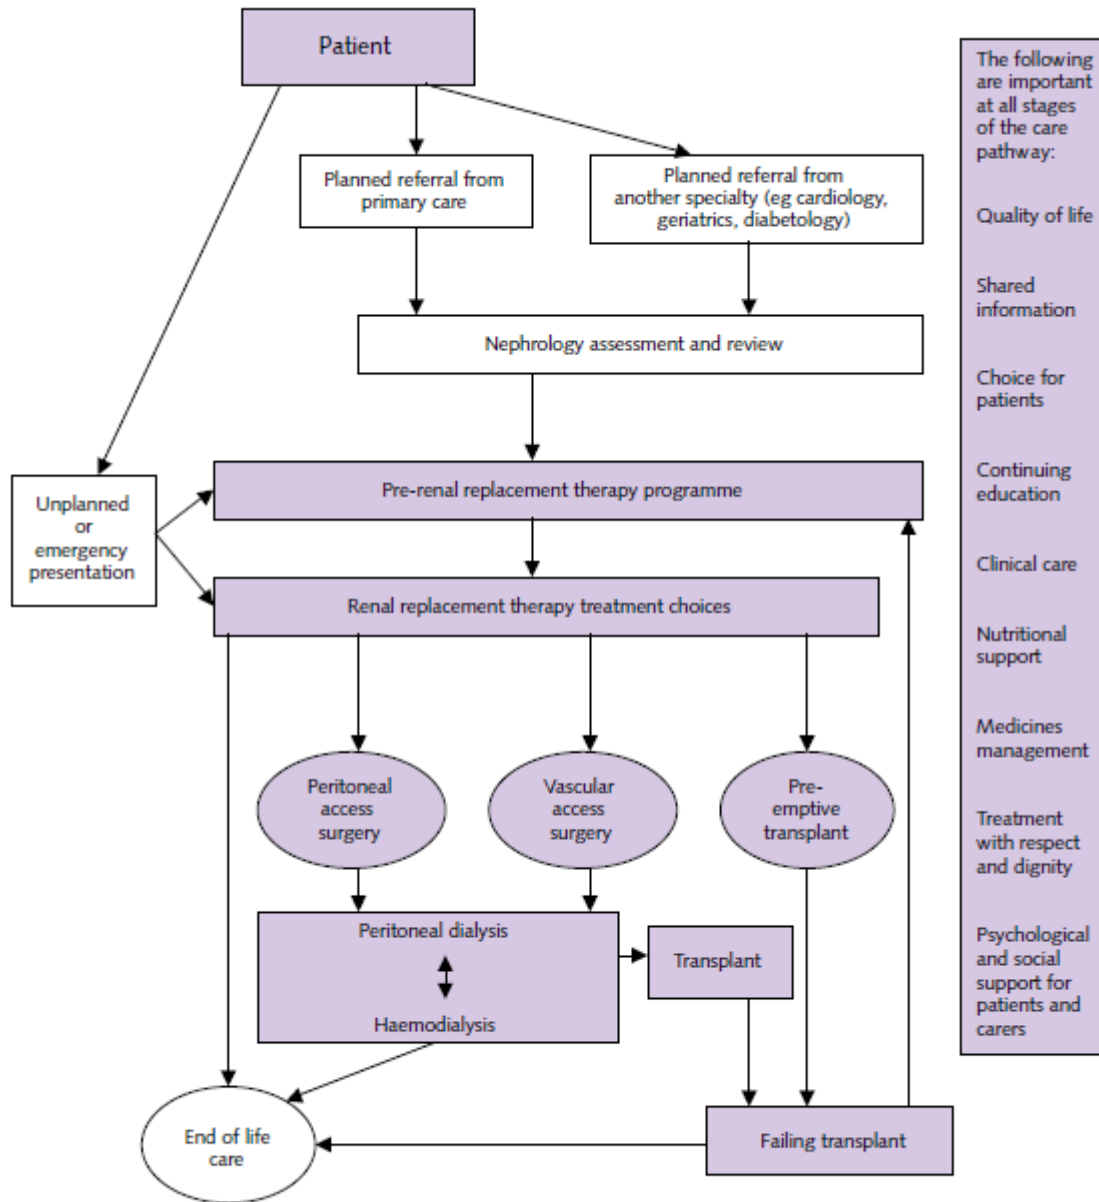 Patient
Planned referral from
primary care
Planned referral from
another specialty (eg cardiology,
geriatrics, diabetology)
Nephrology assessment and review
Unplanned
or
emergency
presentation
Pre-renal replacement therapy programme
Renal replacement therapy treatment choices
Peritoneal
access
surgery
Vascular
access
surgery
Pre-
emptive
transplant
Peritoneal dialysis
Haemodialysis
Transplant
End of life
care
Failing transplant
The following
are important
at all stages
of the care
pathway:
Quality of life
Shared
information
Choice for
patients
Continuing
education
Clinical care
Nutritional
support
Medicines
management
Treatment
with respect
and dignity
Psychological
and social
support for
patients and
carers